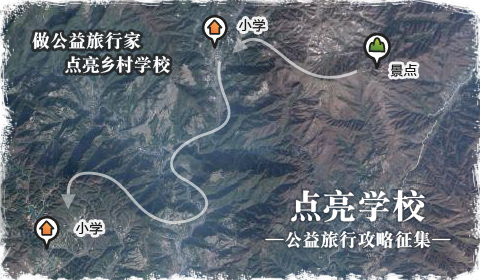 做公益旅行家
点亮乡村学校
小学
景点
小学
点亮学校
—公益旅行攻略征集—